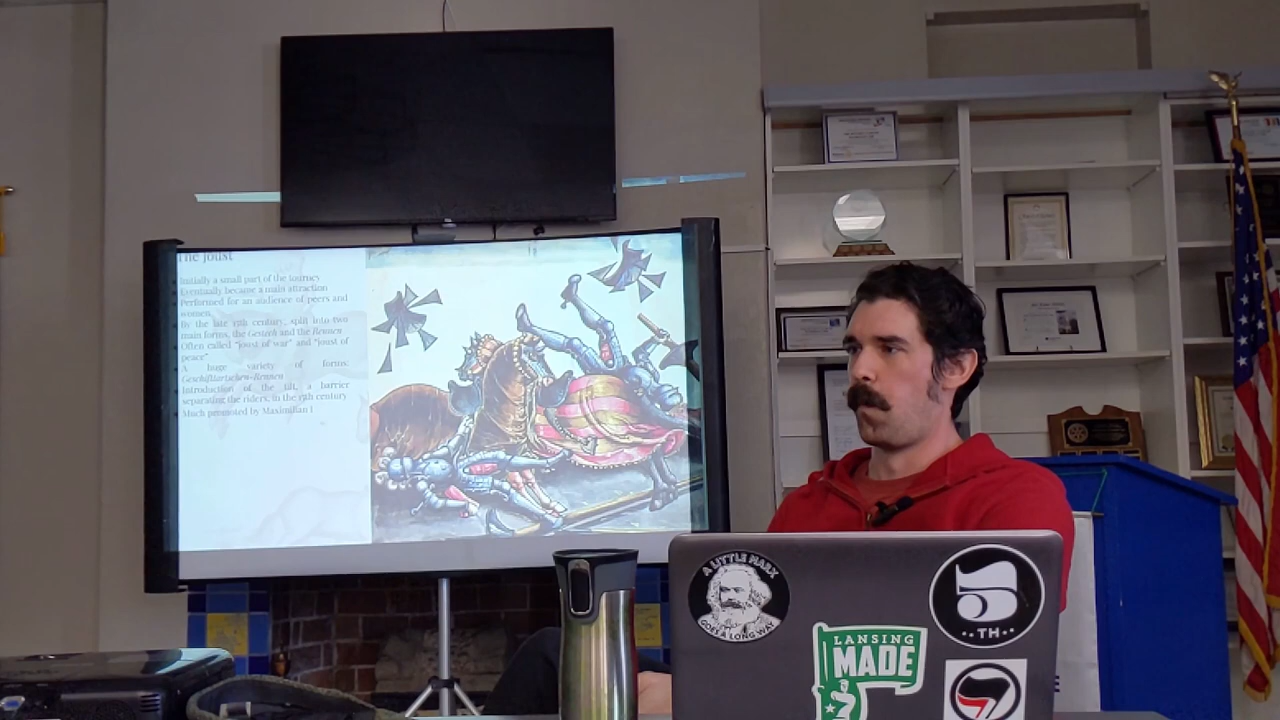 The Joust
Initially a small part of the tourney
Eventually became a main attraction
Performed for an audience of peers and
women.
By the late 15th century, split into two
main forms, the Gestech and the Rennen
Often called "joust of war" and "joust of
peace"
A huge variety of forms:
Geschiftartschen-Rennen
Introduction of the tilt, a barrier
separating the riders, in the 15th century
Much promoted by Maximilian I
A LITTLE MARX
GOES A LONG WAY
LANSING
MADE
5
TH